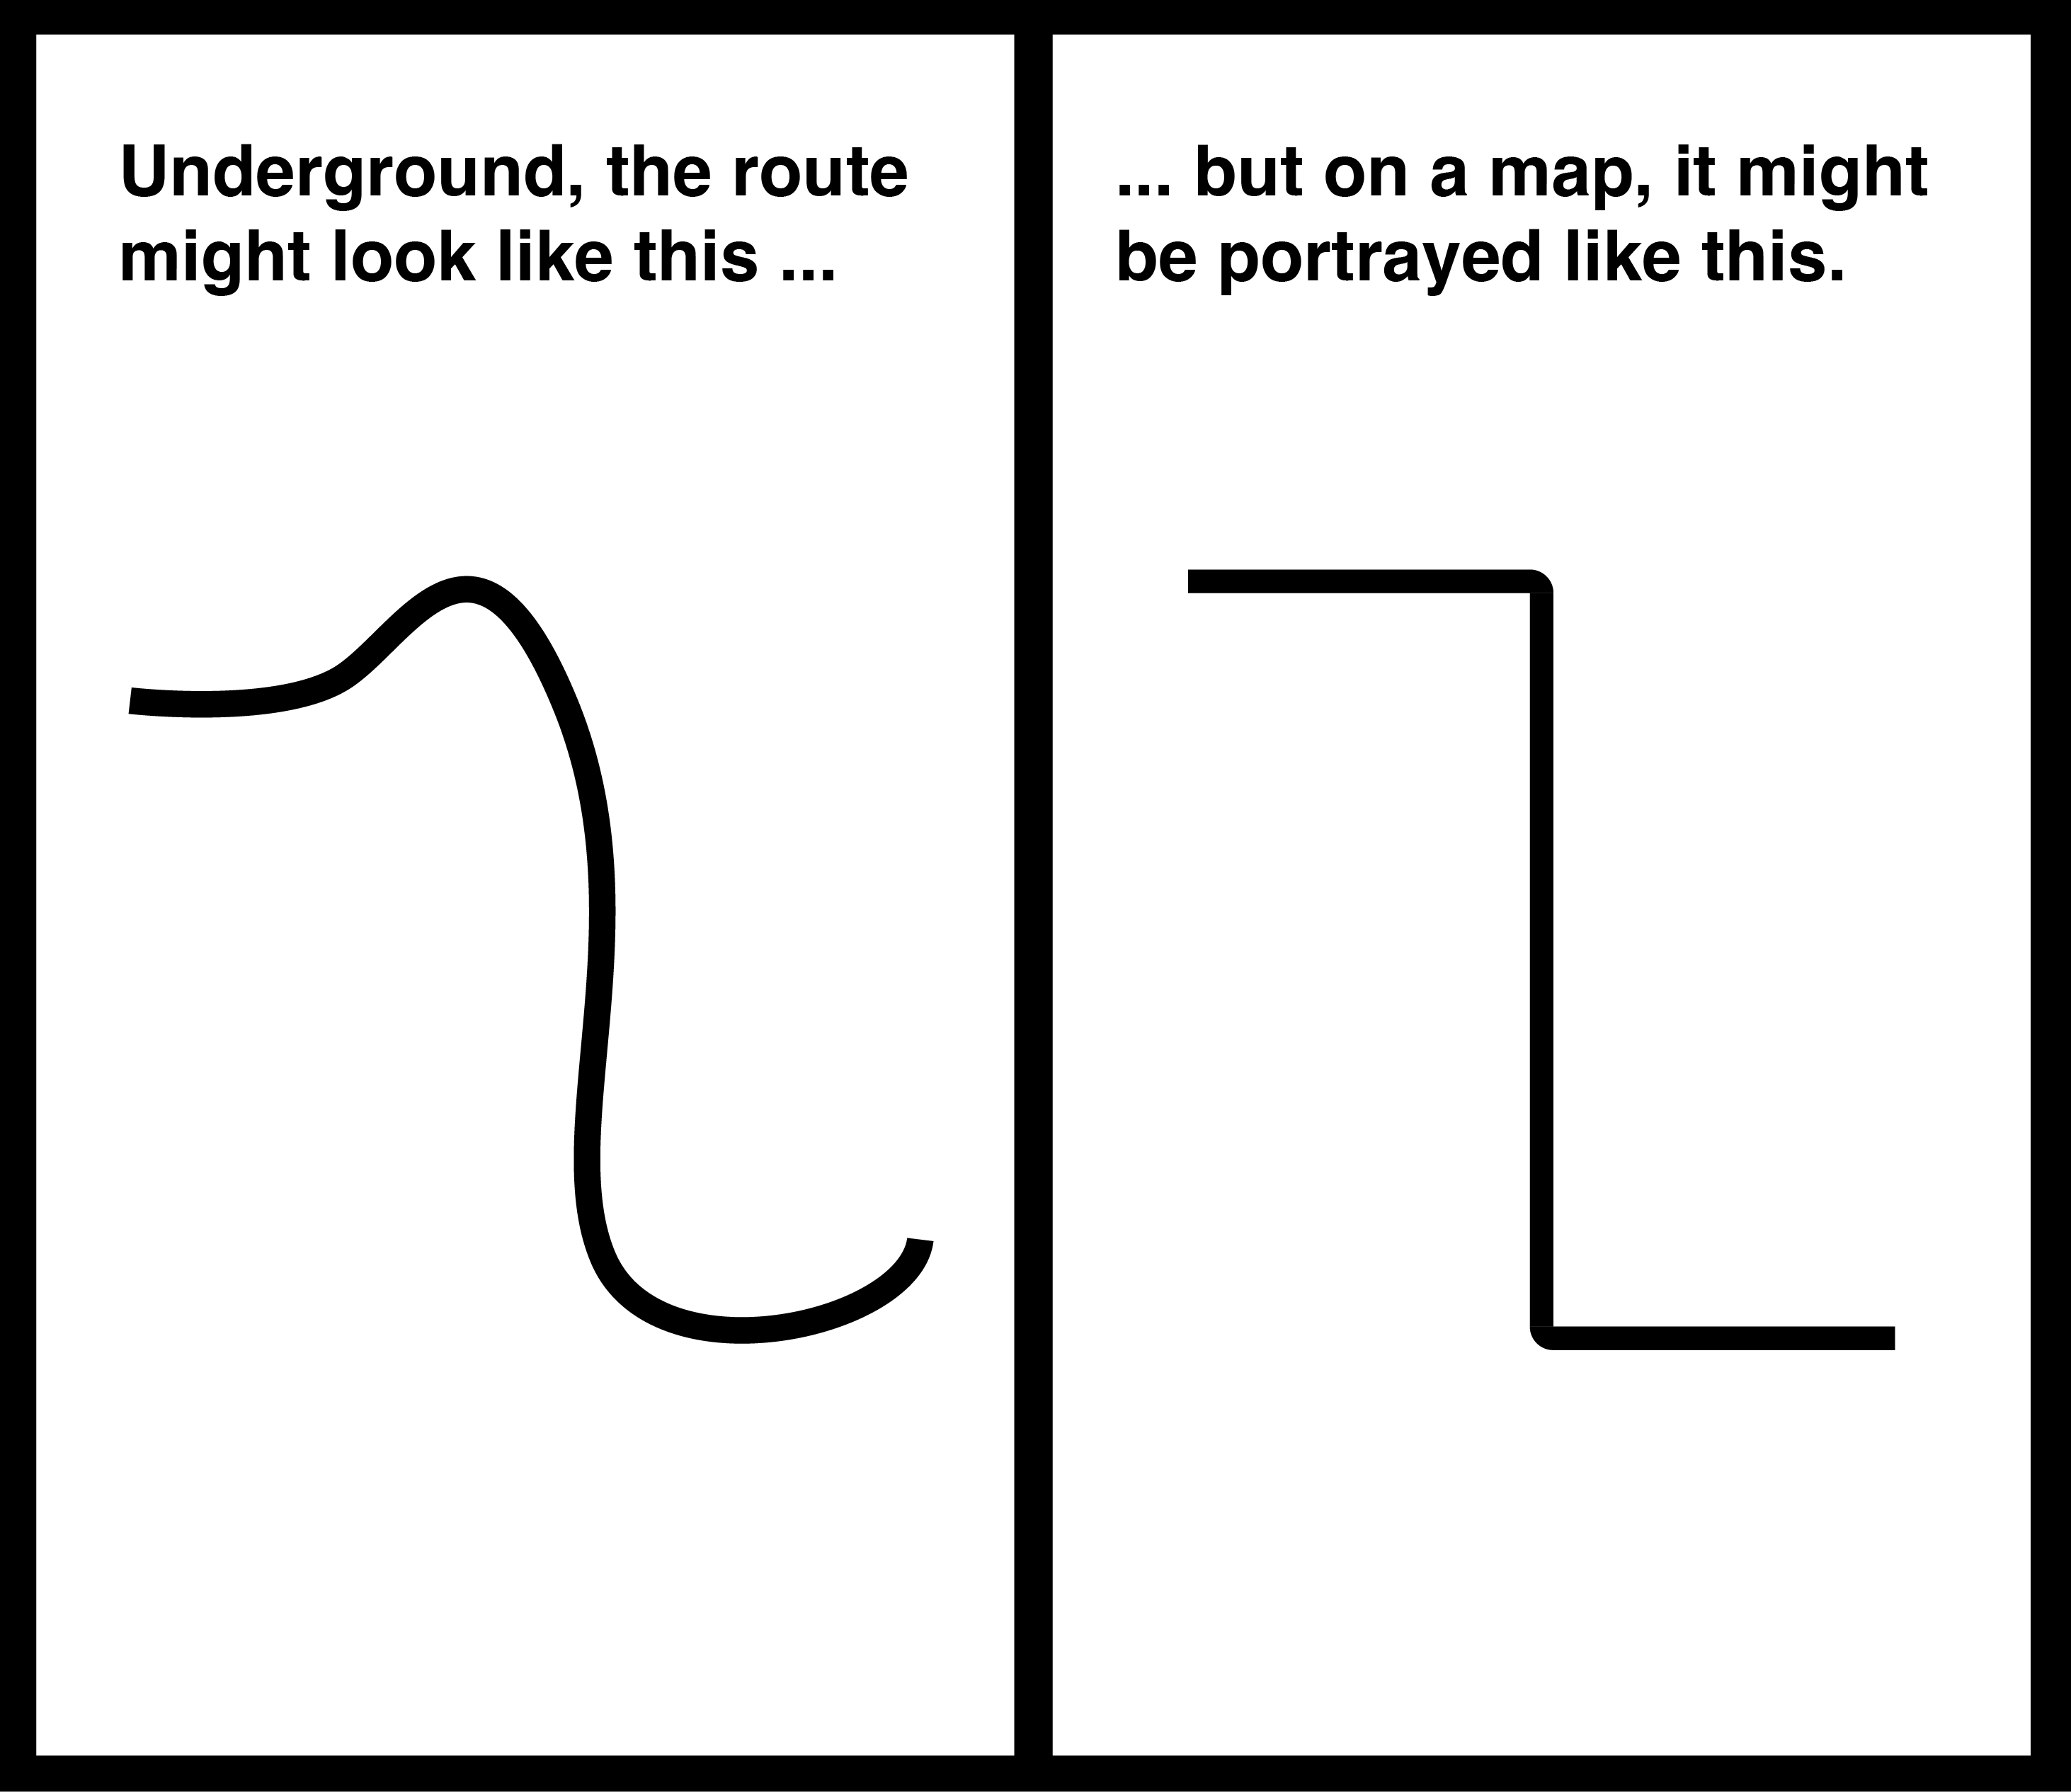 Underground, the route
might look like this ...
... but on a map, it might
be portrayed like this.